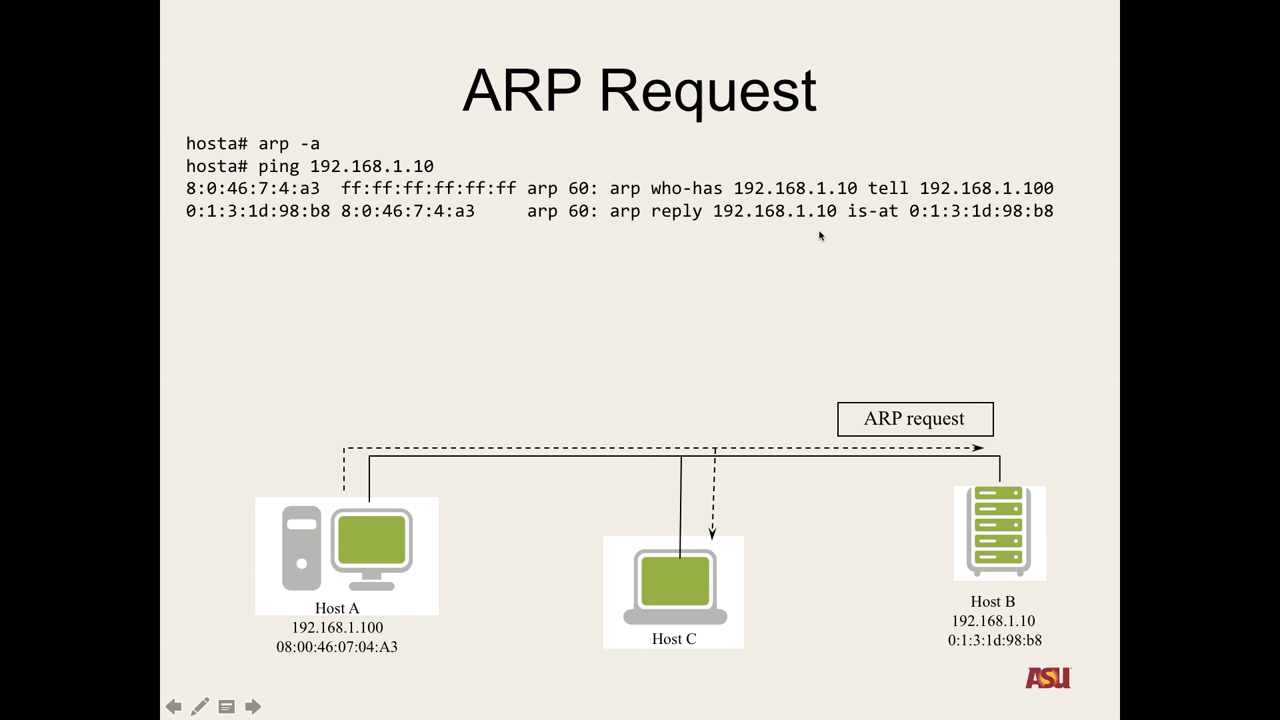 ARP Request
hosta# arp -a
hosta# ping 192.168.1.10
8:0:46:7:4:a3  ff:ff:ff:ff:ff:ff arp 60: arp who-has 192.168.1.10 tell 192.168.1.100
0:1:3:1d:98:b8 8:0:46:7:4:a3     arp 60: arp reply 192.168.1.10 is-at 0:1:3:1d:98:b8
ARP request
Host A
192.168.1.100
08:00:46:07:04:A3
Host C
Host B
192.168.1.10
0:1:3:1d:98:b8
ASU